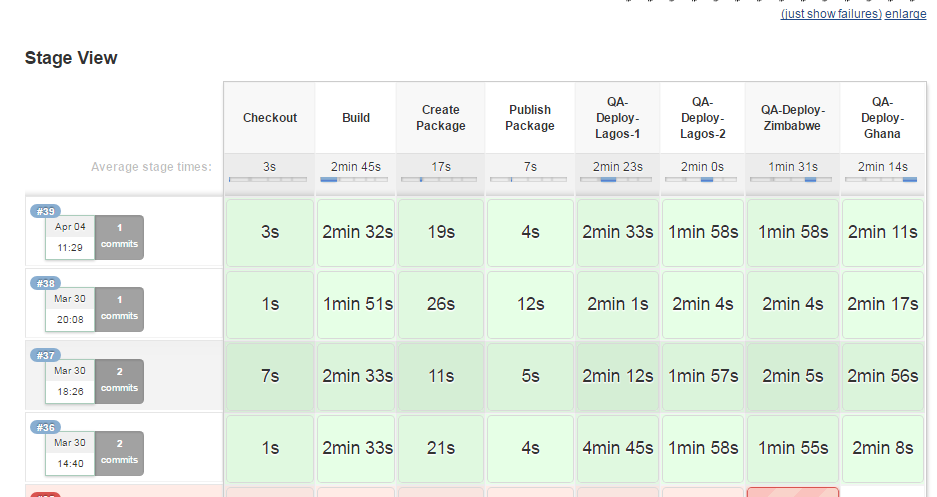 (just show failures) enlarge
Stage View
Checkout Build Create Package Publish Package QA-Deploy-Lagos-1 QA-Deploy-Lagos-2 QA-Deploy-Zimbabwe QA-Deploy-Ghana
Average stage times: 3s 2min 45s 17s 7s 2min 23s 2min 0s 1min 31s 2min 14s
#39
Apr 04 11:29 1 commits 3s 2min 32s 19s 4s 2min 33s 1min 58s 1min 58s 2min 11s
#38
Mar 30 20:08 1 commits 1s 1min 51s 26s 12s 2min 1s 2min 4s 2min 4s 2min 17s
#37
Mar 30 18:26 2 commits 7s 2min 33s 11s 5s 2min 12s 1min 57s 2min 5s 2min 56s
#36
Mar 30 14:40 2 commits 1s 2min 33s 21s 4s 4min 45s 1min 58s 1min 55s 2min 8s